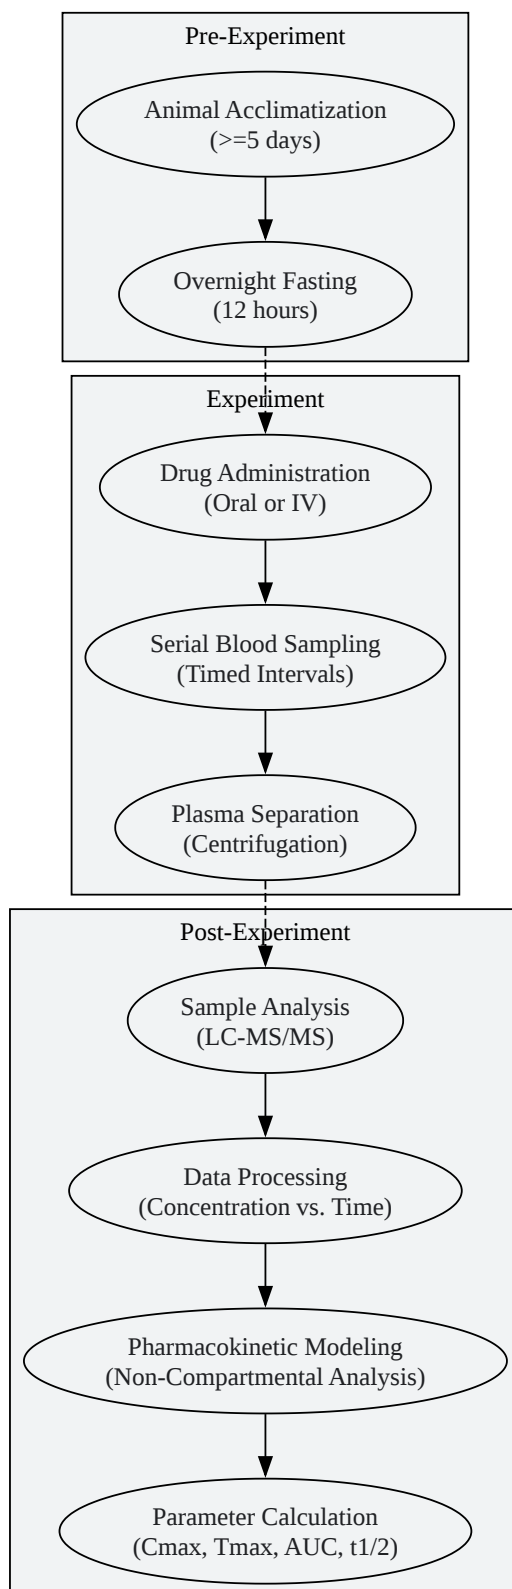 Pre-Experiment
Animal Acclimatization
(>=5 days)
Overnight Fasting
(12 hours)
Experiment
Drug Administration
(Oral or IV)
Serial Blood Sampling
(Timed Intervals)
Plasma Separation
(Centrifugation)
Post-Experiment
Sample Analysis
(LC-MS/MS)
Data Processing
(Concentration vs. Time)
Pharmacokinetic Modeling
(Non-Compartmental Analysis)
Parameter Calculation
(Cmax, Tmax, AUC, t1/2)